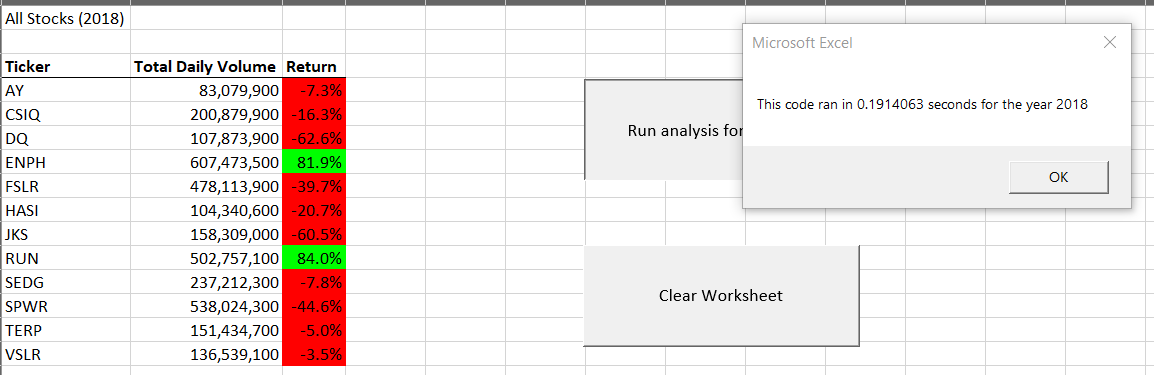 All Stocks (2018)
Ticker Total Daily Volume Return
AY 83,079,900 -7.3%
CSIQ 200,879,900 -16.3%
DQ 107,873,900 -62.6%
ENPH 607,473,500 81.9%
FSLR 478,113,900 -39.7%
HASI 104,340,600 -20.7%
JKS 158,309,000 -60.5%
RUN 502,757,100 84.0%
SEDG 237,212,300 -7.8%
SPWR 538,024,300 -44.6%
TERP 151,434,700 -5.0%
VSLR 136,539,100 -3.5%
Run analysis for
Microsoft Excel
This code ran in 0.1914063 seconds for the year 2018
OK
Clear Worksheet